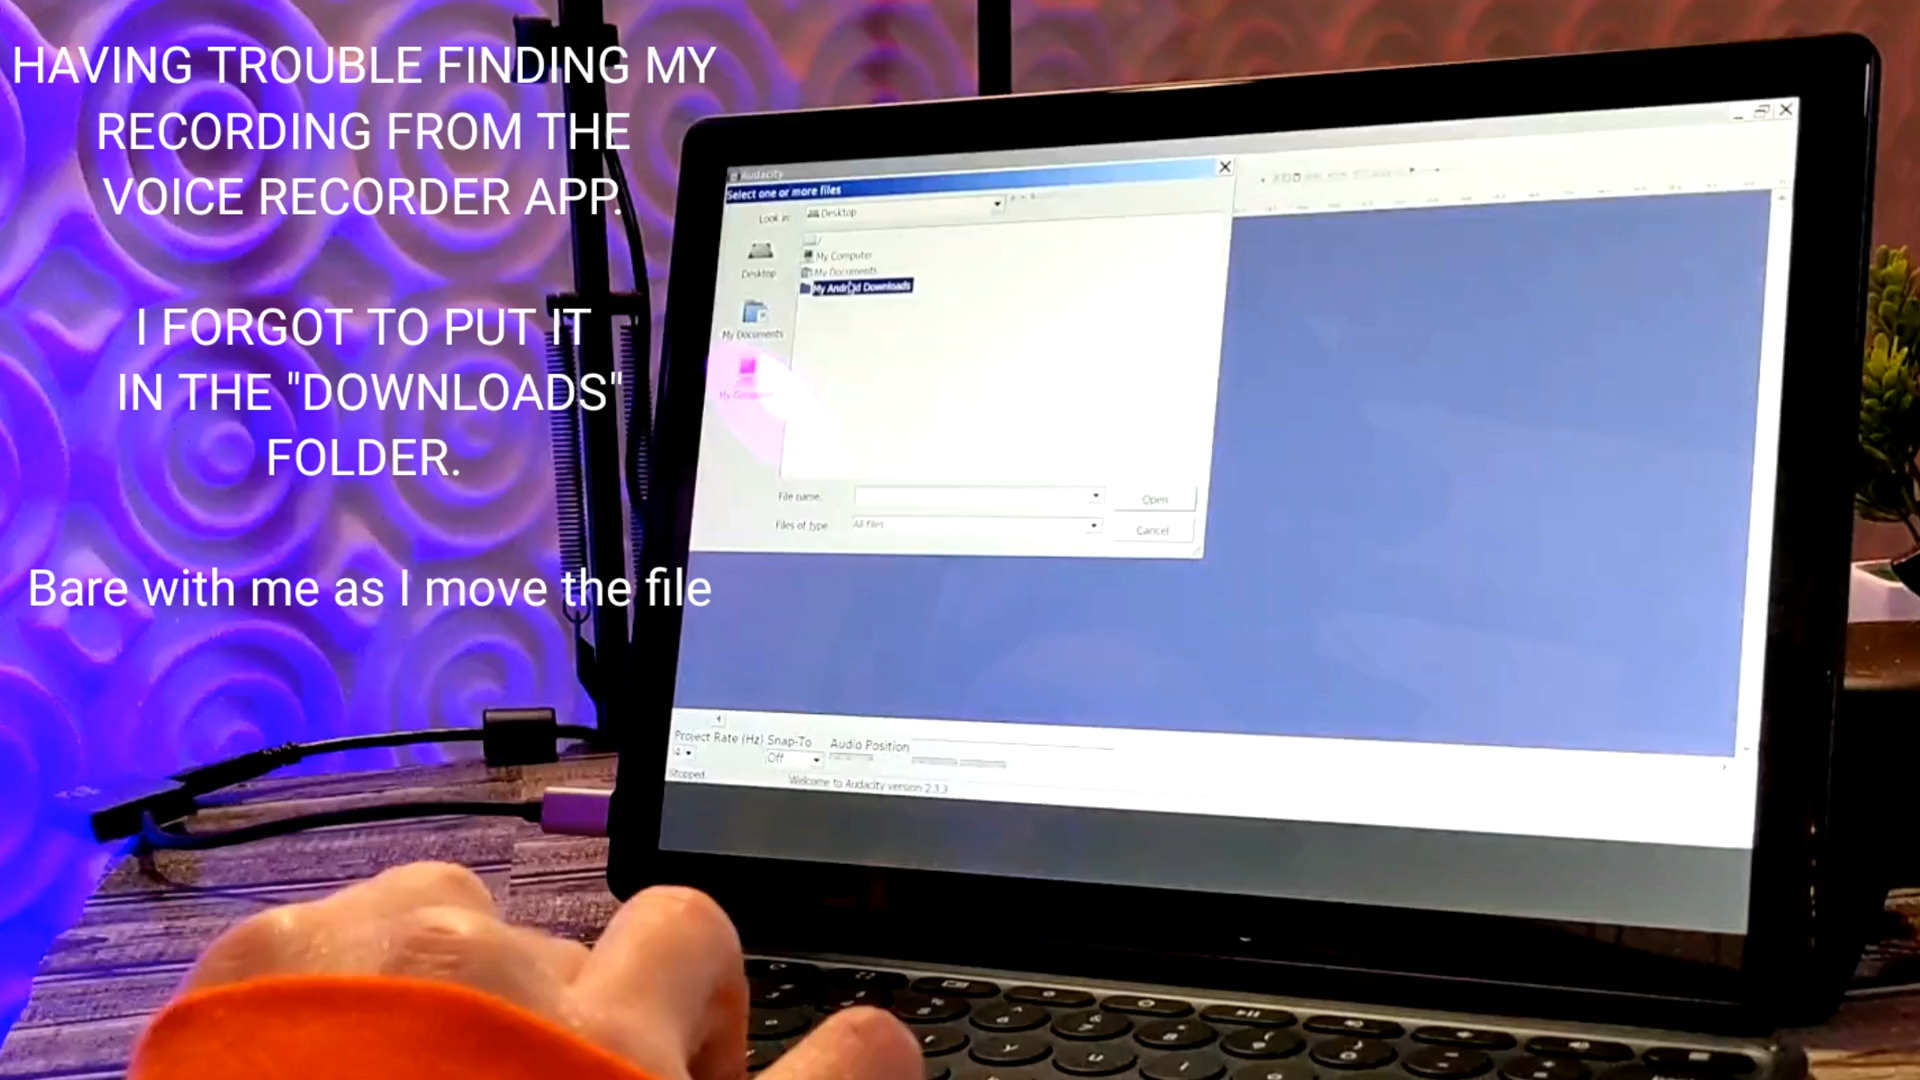 HAVING TROUBLE FINDING MY
RECORDING FROM THE
VOICE RECORDER APP.
I FORGOT TO PUT IT
IN THE "DOWNLOADS"
FOLDER.
Bare with me as I move the file
Audacity
Select one or more files
Look in:
Desktop
/
My Computer
My Documents
My Android Downloads
Desktop
My Documents
File name:
Open
Files of type:
All files
Cancel
Project Rate (Hz) Snap-To Audio Position
Off
Stopped.
Welcome to Audacity version 2.3.3